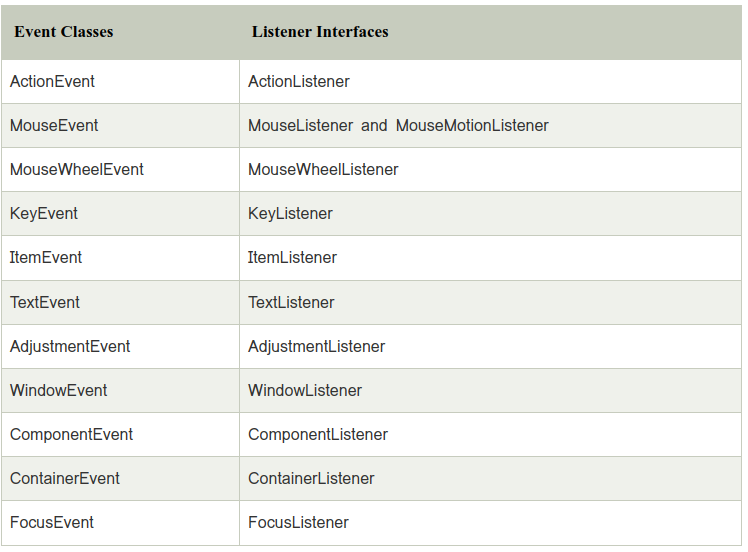 Event Classes Listener Interfaces
ActionEvent ActionListener
MouseEvent MouseListener and MouseMotionListener
MouseWheelEvent MouseWheelListener
KeyEvent KeyListener
ItemEvent ItemListener
TextEvent TextListener
AdjustmentEvent AdjustmentListener
WindowEvent WindowListener
ComponentEvent ComponentListener
ContainerEvent ContainerListener
FocusEvent FocusListener